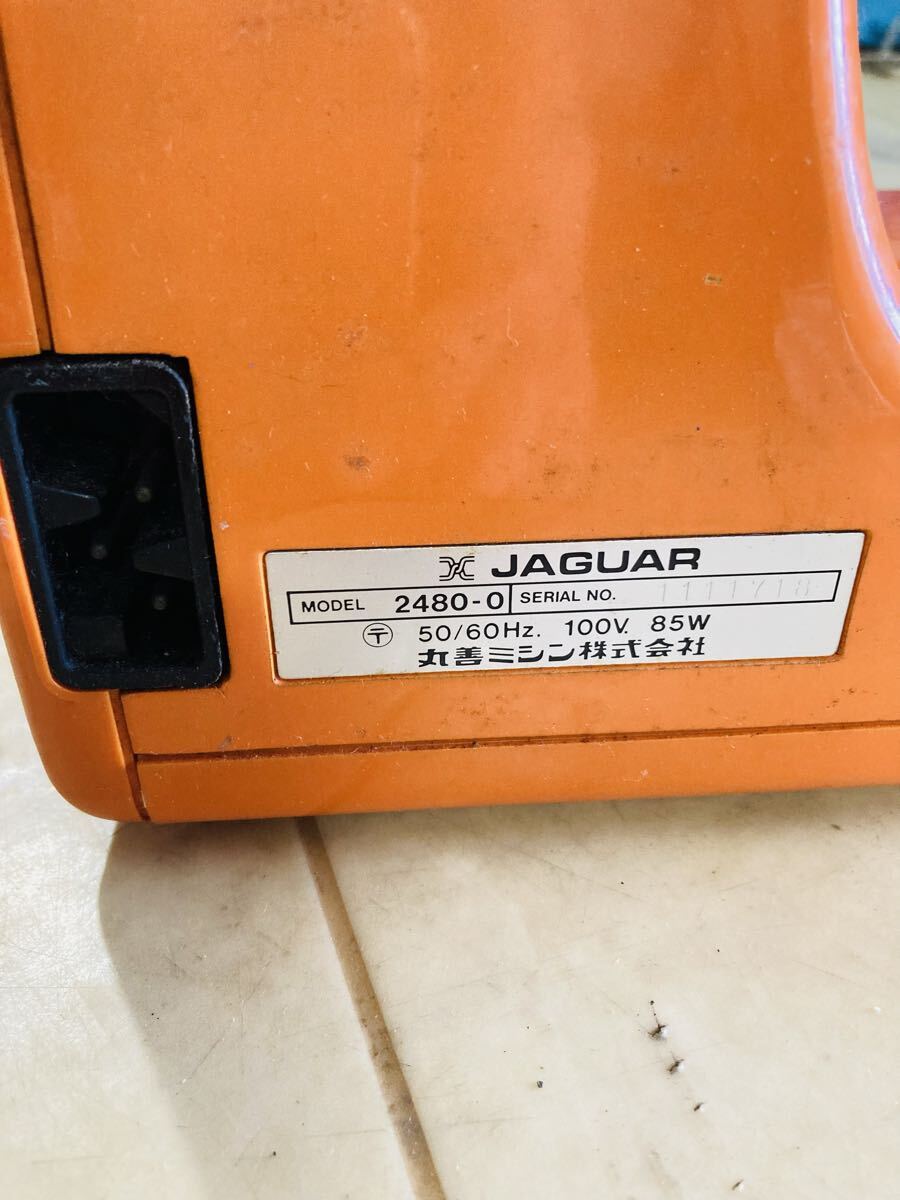 JAGUAR
MODEL 2480-0 SERIAL NO. 1111718
〶 50/60Hz. 100V. 85W
丸善ミシン株式会社